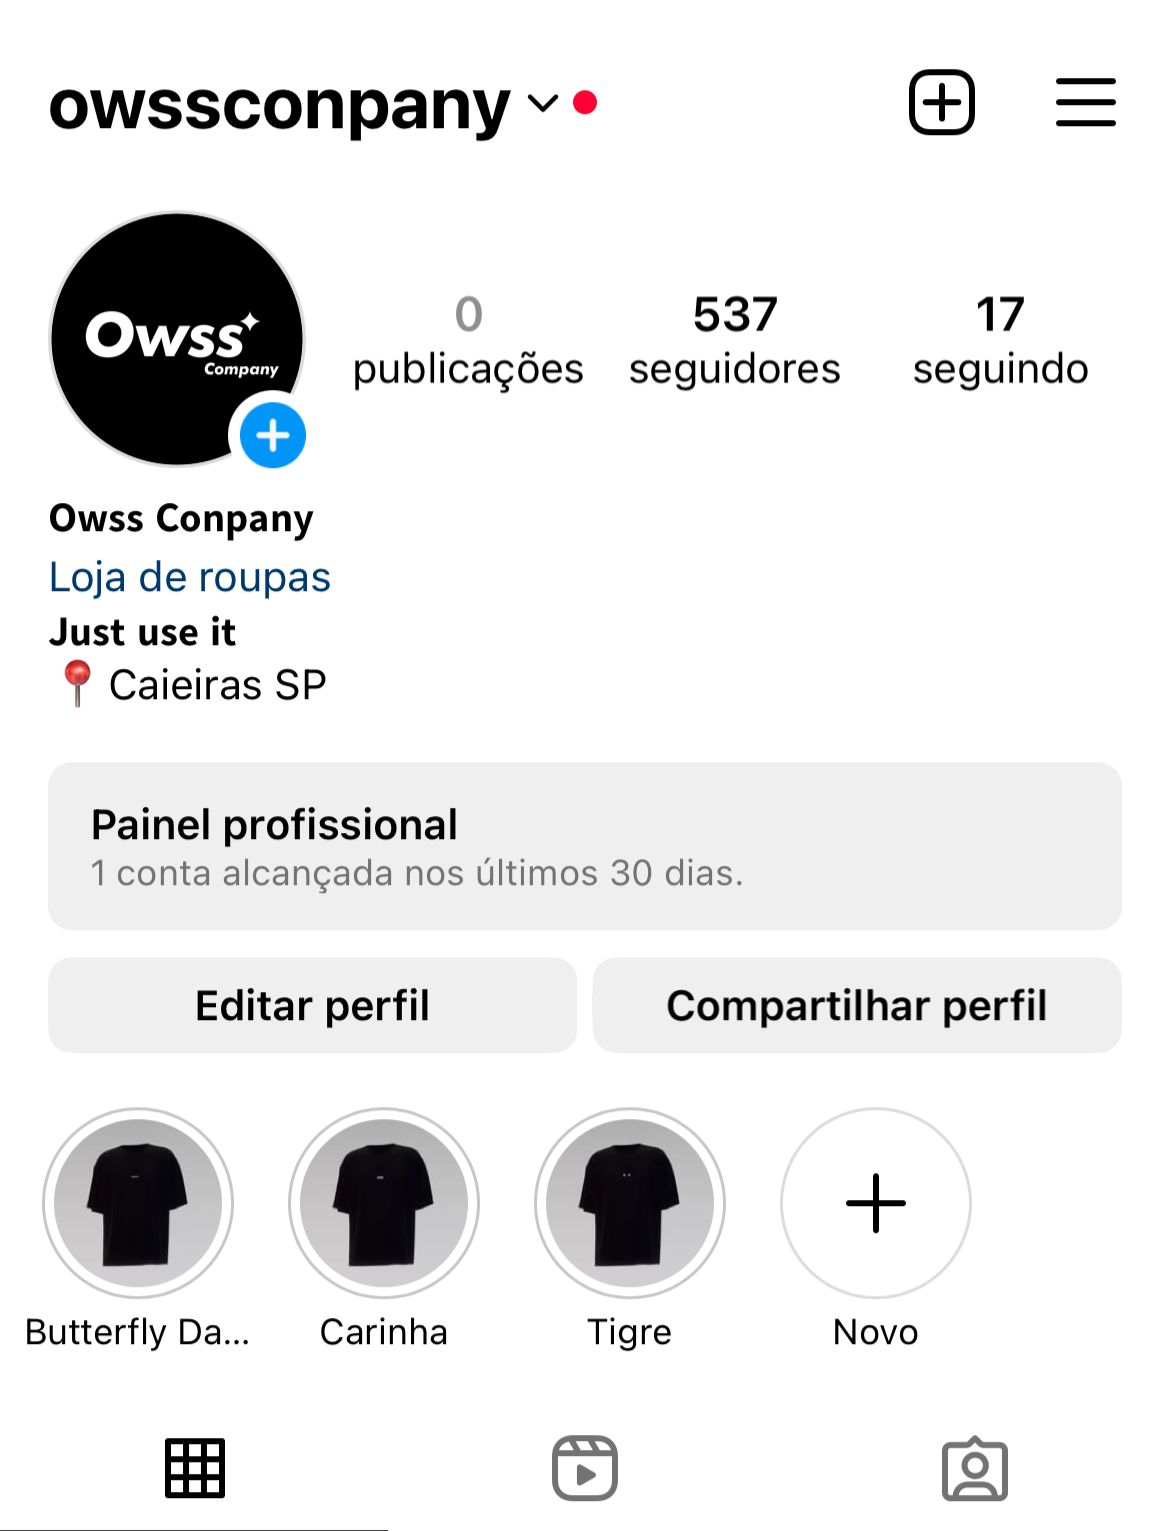 owssconpany
Owss
Company
0
publicações
537
seguidores
17
seguindo
Owss Conpany
Loja de roupas
Just use it
📍 Caieiras SP
Painel profissional
1 conta alcançada nos últimos 30 dias.
Editar perfil
Compartilhar perfil
Butterfly Da...
Carinha
Tigre
Novo